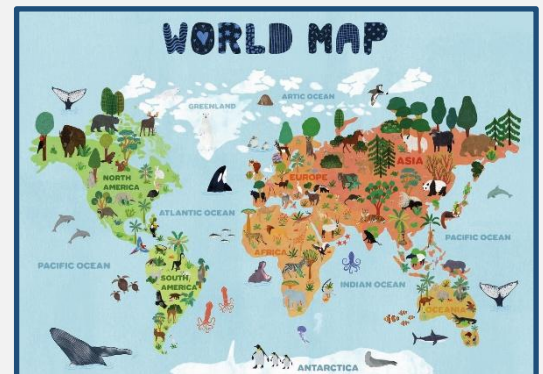 WORLD MAP
ARTIC OCEAN
GREENLAND
NORTH
AMERICA
EUROPE
ASIA
ATLANTIC OCEAN
PACIFIC OCEAN
PACIFIC OCEAN
AFRICA
SOUTH
AMERICA
INDIAN OCEAN
OCEANIA
ANTARCTICA